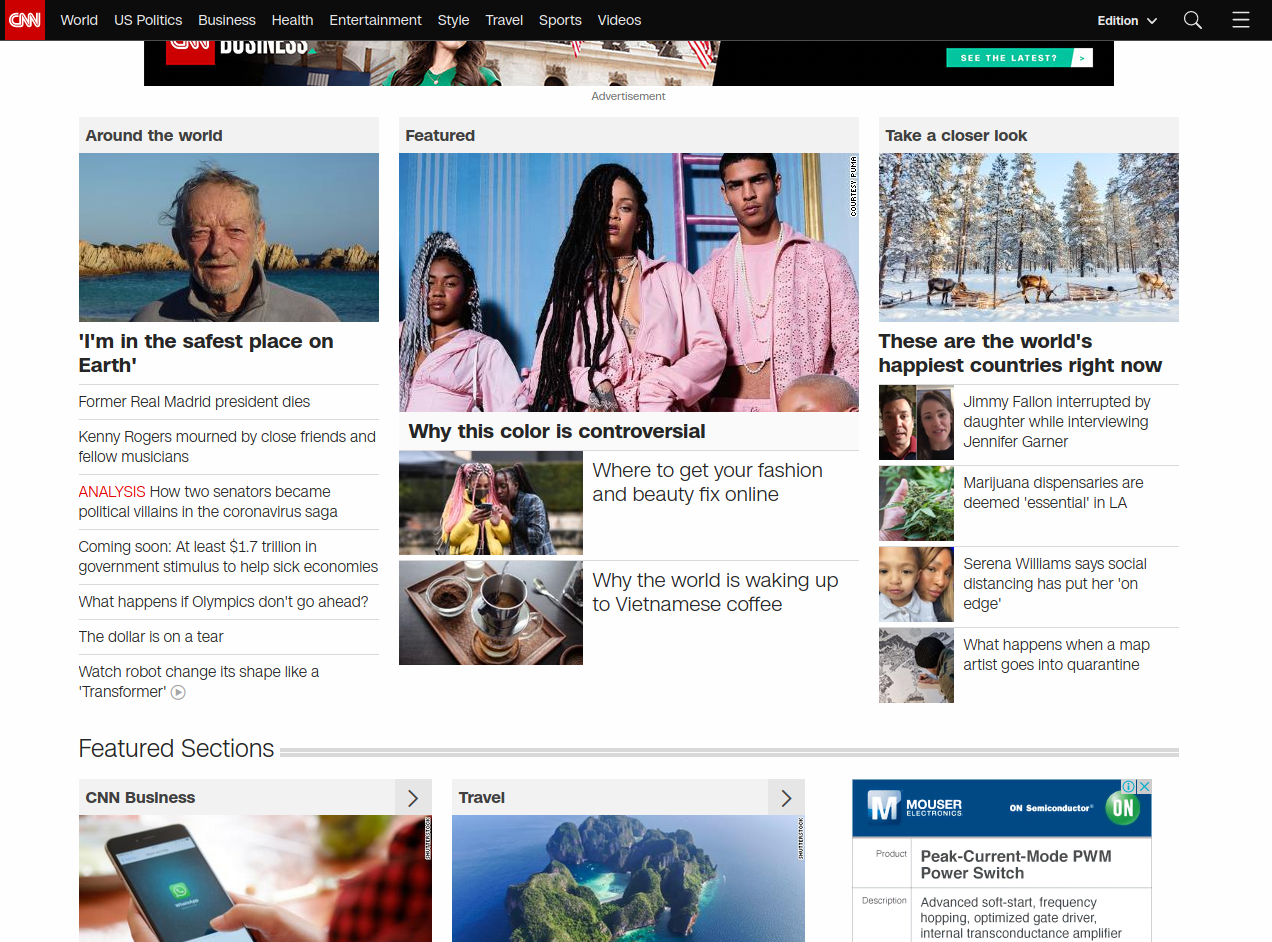 CNN
World
US Politics
Business
Health
Entertainment
Style
Travel
Sports
Videos
Edition
BUSINESS
SEE THE LATEST? >
Advertisement
Around the world
'I'm in the safest place on
Earth'
Former Real Madrid president dies
Kenny Rogers mourned by close friends and
fellow musicians
ANALYSIS How two senators became
political villains in the coronavirus saga
Coming soon: At least $1.7 trillion in
government stimulus to help sick economies
What happens if Olympics don't go ahead?
The dollar is on a tear
Watch robot change its shape like a
'Transformer'
Featured
COURTESY PUMA
Why this color is controversial
Where to get your fashion
and beauty fix online
Why the world is waking up
to Vietnamese coffee
Take a closer look
These are the world's
happiest countries right now
Jimmy Fallon interrupted by
daughter while interviewing
Jennifer Garner
Marijuana dispensaries are
deemed 'essential' in LA
Serena Williams says social
distancing has put her 'on
edge'
What happens when a map
artist goes into quarantine
Featured Sections
CNN Business
SHUTTERSTOCK
WhatsApp
Travel
SHUTTERSTOCK
M MOUSER
ELECTRONICS
ON Semiconductor®
ON
Product
Peak-Current-Mode PWM
Power Switch
Description
Advanced soft-start, frequency
hopping, optimized gate driver,
internal transconductance amplifier